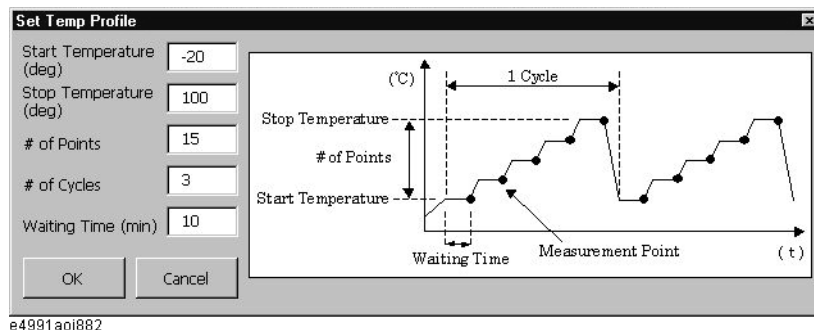 Set Temp Profile
Start Temperature
(deg)
-20
Stop Temperature
(deg)
100
# of Points
15
# of Cycles
3
Waiting Time (min)
10
OK
Cancel
(℃)
1 Cycle
Stop Temperature
# of Points
Start Temperature
Waiting Time
Measurement Point
(t)
e4991aoj882